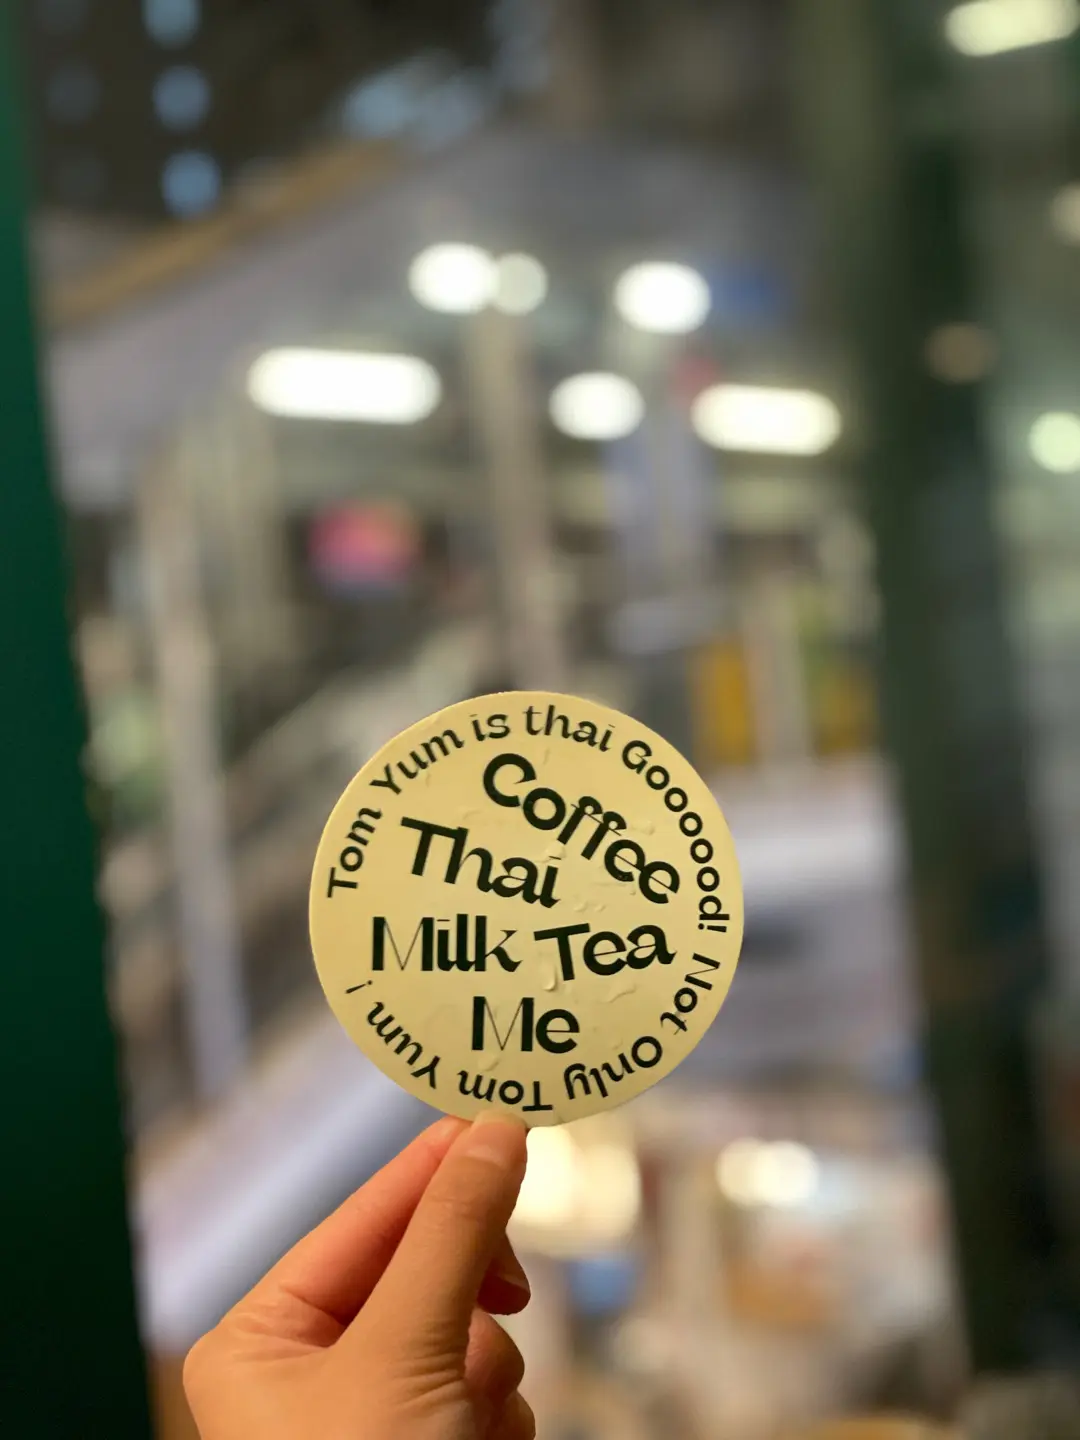 Tom Yum is thai Gooooood! Not Only Tom Yum !
Coffee
Thai
Milk Tea
Me